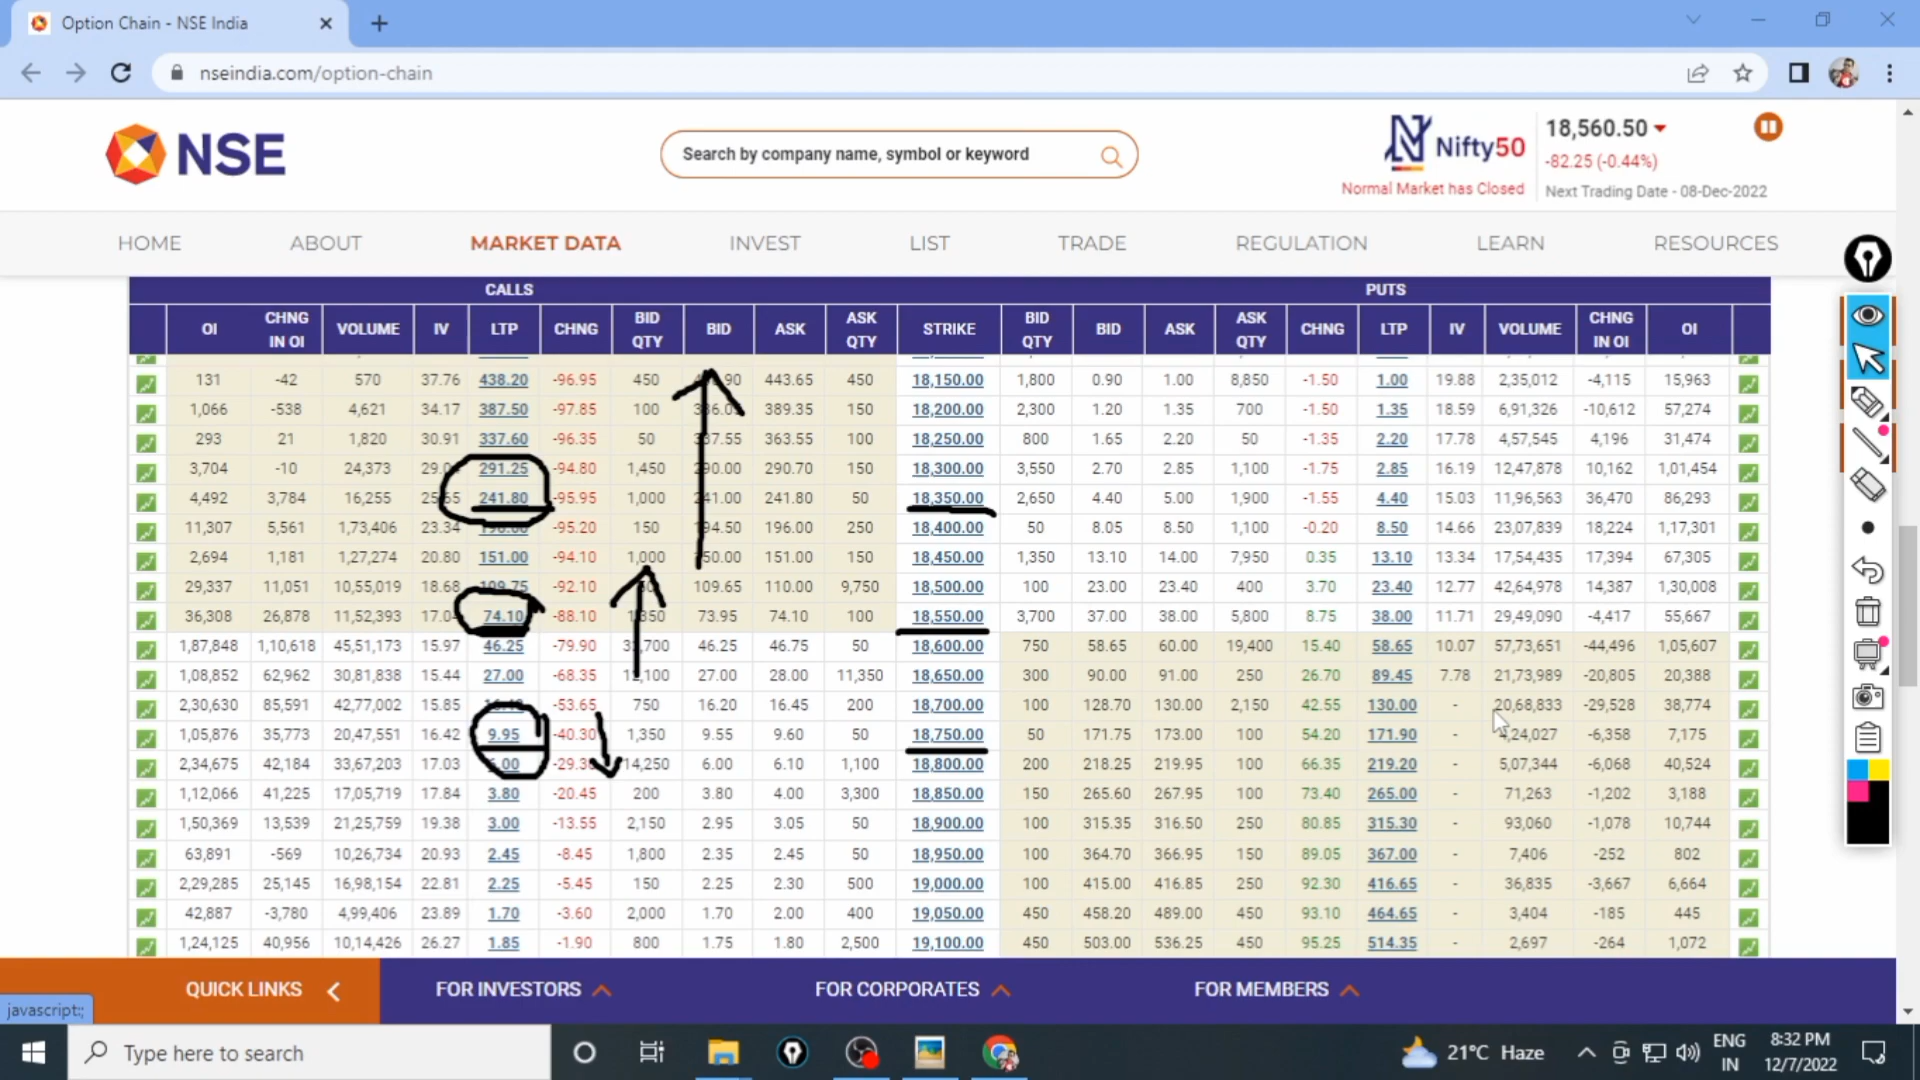 Option Chain - NSE India
nseindia.com/option-chain
NSE
Search by company name, symbol or keyword
Nifty50
18,560.50
-82.25 (-0.44%)
Normal Market has Closed
Next Trading Date - 08-Dec-2022
HOME ABOUT MARKET DATA INVEST LIST TRADE REGULATION LEARN RESOURCES
CALLS PUTS
OI CHNG IN OI VOLUME IV LTP CHNG BID QTY BID ASK ASK QTY STRIKE BID QTY BID ASK ASK QTY CHNG LTP IV VOLUME CHNG IN OI OI
131 -42 570 37.76 438.20 -96.95 450 443.65 450 18,150.00 1,800 0.90 1.00 8,850 -1.50 1.00 19.88 2,35,012 -4,115 15,963
1,066 -538 4,621 34.17 387.50 -97.85 100 389.35 150 18,200.00 2,300 1.20 1.35 700 -1.50 1.35 18.59 6,91,326 -10,612 57,274
293 21 1,820 30.91 337.60 -96.35 50 363.55 100 18,250.00 800 1.65 2.20 50 -1.35 2.20 17.78 4,57,545 4,196 31,474
3,704 -10 24,373 291.25 -94.80 1,450 290.00 290.70 150 18,300.00 3,550 2.70 2.85 1,100 -1.75 2.85 16.19 12,47,878 10,162 1,01,454
4,492 3,784 16,255 241.80 -95.95 1,000 241.00 241.80 50 18,350.00 2,650 4.40 5.00 1,900 -1.55 4.40 15.03 11,96,563 36,470 86,293
11,307 5,561 1,73,406 23.34 -95.20 150 194.50 196.00 250 18,400.00 50 8.05 8.50 1,100 -0.20 8.50 14.66 23,07,839 18,224 1,17,301
2,694 1,181 1,27,274 20.80 151.00 -94.10 1,000 150.00 151.00 150 18,450.00 1,350 13.10 14.00 7,950 0.35 13.10 13.34 17,54,435 17,394 67,305
29,337 11,051 10,55,019 18.68 109.75 -92.10 109.65 110.00 9,750 18,500.00 100 23.00 23.40 400 3.70 23.40 12.77 42,64,978 14,387 1,30,008
36,308 26,878 11,52,393 74.10 -88.10 73.95 74.10 100 18,550.00 3,700 37.00 38.00 5,800 8.75 38.00 11.71 29,49,090 -4,417 55,667
1,87,848 1,10,618 45,51,173 15.97 46.25 -79.90 46.25 46.75 50 18,600.00 750 58.65 60.00 19,400 15.40 58.65 10.07 57,73,651 -44,496 1,05,607
1,08,852 62,962 30,81,838 15.44 27.00 -68.35 27.00 28.00 11,350 18,650.00 300 90.00 91.00 250 26.70 89.45 7.78 21,73,989 -20,805 20,388
2,30,630 85,591 42,77,002 15.85 -53.65 750 16.20 16.45 200 18,700.00 100 128.70 130.00 2,150 42.55 130.00 - 20,68,833 -29,528 38,774
1,05,876 35,773 20,47,551 16.42 9.95 -40.30 1,350 9.55 9.60 50 18,750.00 50 171.75 173.00 100 54.20 171.90 - 4,24,027 -6,358 7,175
2,34,675 42,184 33,67,203 17.03 14,250 6.00 6.10 1,100 18,800.00 200 218.25 219.95 100 66.35 219.20 - 5,07,344 -6,068 40,524
1,12,066 41,225 17,05,719 17.84 3.80 -20.45 200 3.80 4.00 3,300 18,850.00 150 265.60 267.95 100 73.40 265.00 - 71,263 -1,202 3,188
1,50,369 13,539 21,25,759 19.38 3.00 -13.55 2,150 2.95 3.05 50 18,900.00 100 315.35 316.50 250 80.85 315.30 - 93,060 -1,078 10,744
63,891 -569 10,26,734 20.93 2.45 -8.45 1,800 2.35 2.45 50 18,950.00 100 364.70 366.95 150 89.05 367.00 - 7,406 -252 802
2,29,285 25,145 16,98,154 22.81 2.25 -5.45 150 2.25 2.30 500 19,000.00 100 415.00 416.85 250 92.30 416.65 - 36,835 -3,667 6,664
42,887 -3,780 4,99,406 23.89 1.70 -3.60 2,000 1.70 2.00 400 19,050.00 450 458.20 489.00 450 93.10 464.65 - 3,404 -185 445
1,24,125 40,956 10,14,426 26.27 1.85 -1.90 800 1.75 1.80 2,500 19,100.00 450 503.00 536.25 450 95.25 514.35 - 2,697 -264 1,072
QUICK LINKS FOR INVESTORS FOR CORPORATES FOR MEMBERS
javascript:;
Type here to search
21°C Haze
ENG
IN
8:32 PM
12/7/2022